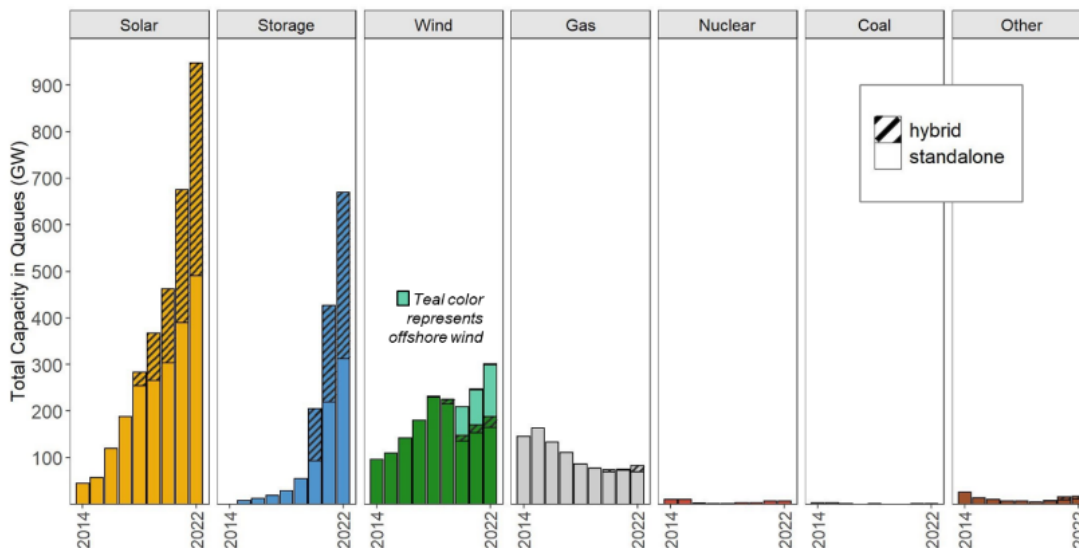 Solar
Storage
Wind
Gas
Nuclear
Coal
Other
Total Capacity in Queues (GW)
900
800
700
600
500
400
300
200
100
hybrid
standalone
Teal color
represents
offshore wind
2014
2022
2014
2022
2014
2022
2014
2022
2014
2022
2014
2022
2014
2022